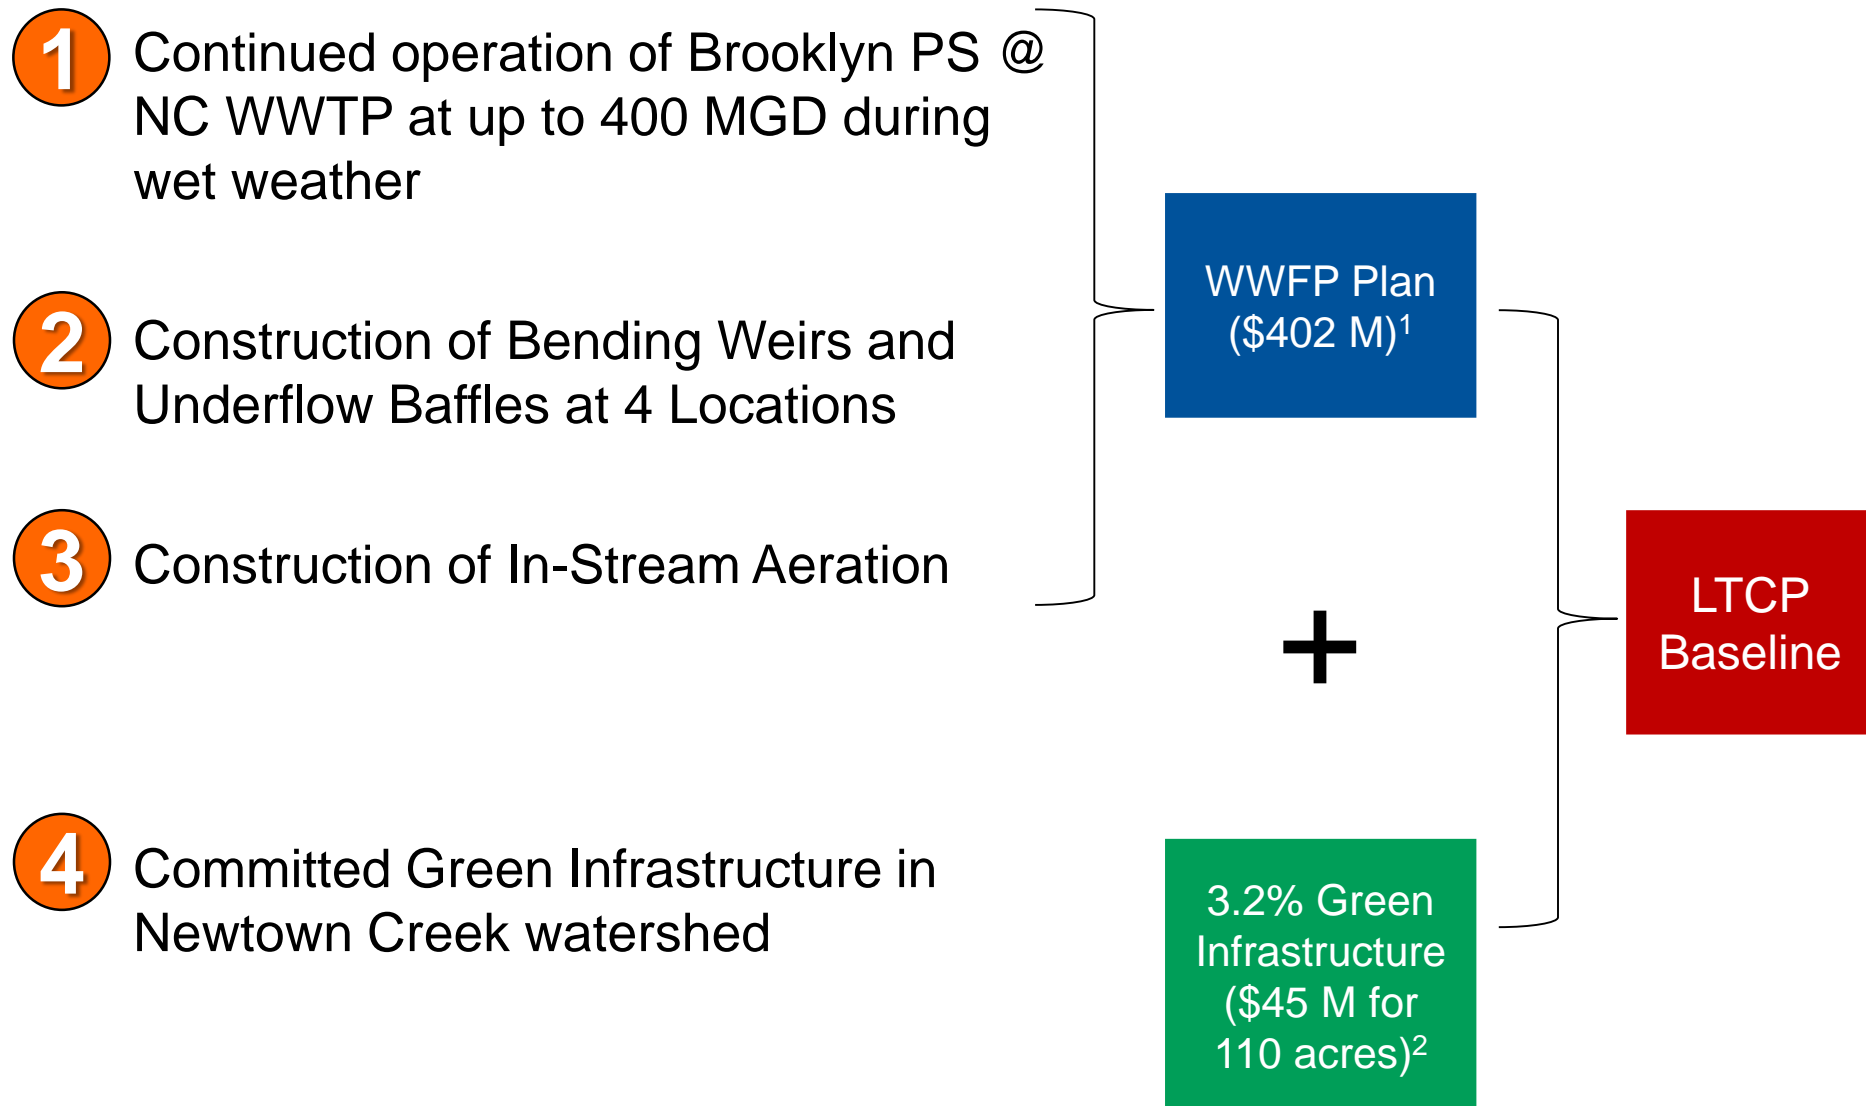 1
Continued operation of Brooklyn PS @
NC WWTP at up to 400 MGD during
wet weather
2
Construction of Bending Weirs and
Underflow Baffles at 4 Locations
3
Construction of In-Stream Aeration
4
Committed Green Infrastructure in
Newtown Creek watershed
WWFP Plan
($402 M)¹
+
3.2% Green
Infrastructure
($45 M for
110 acres)²
LTCP
Baseline